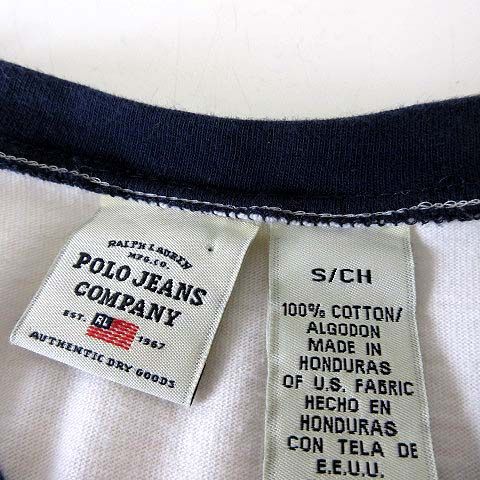 RALPH LAUREN
MFG. CO.
POLO JEANS
COMPANY
EST. RL 1967
AUTHENTIC DRY GOODS
S/CH
100% COTTON/
ALGODON
MADE IN
HONDURAS
OF U.S. FABRIC
HECHO EN
HONDURAS
CON TELA DE
E.E.U.U.